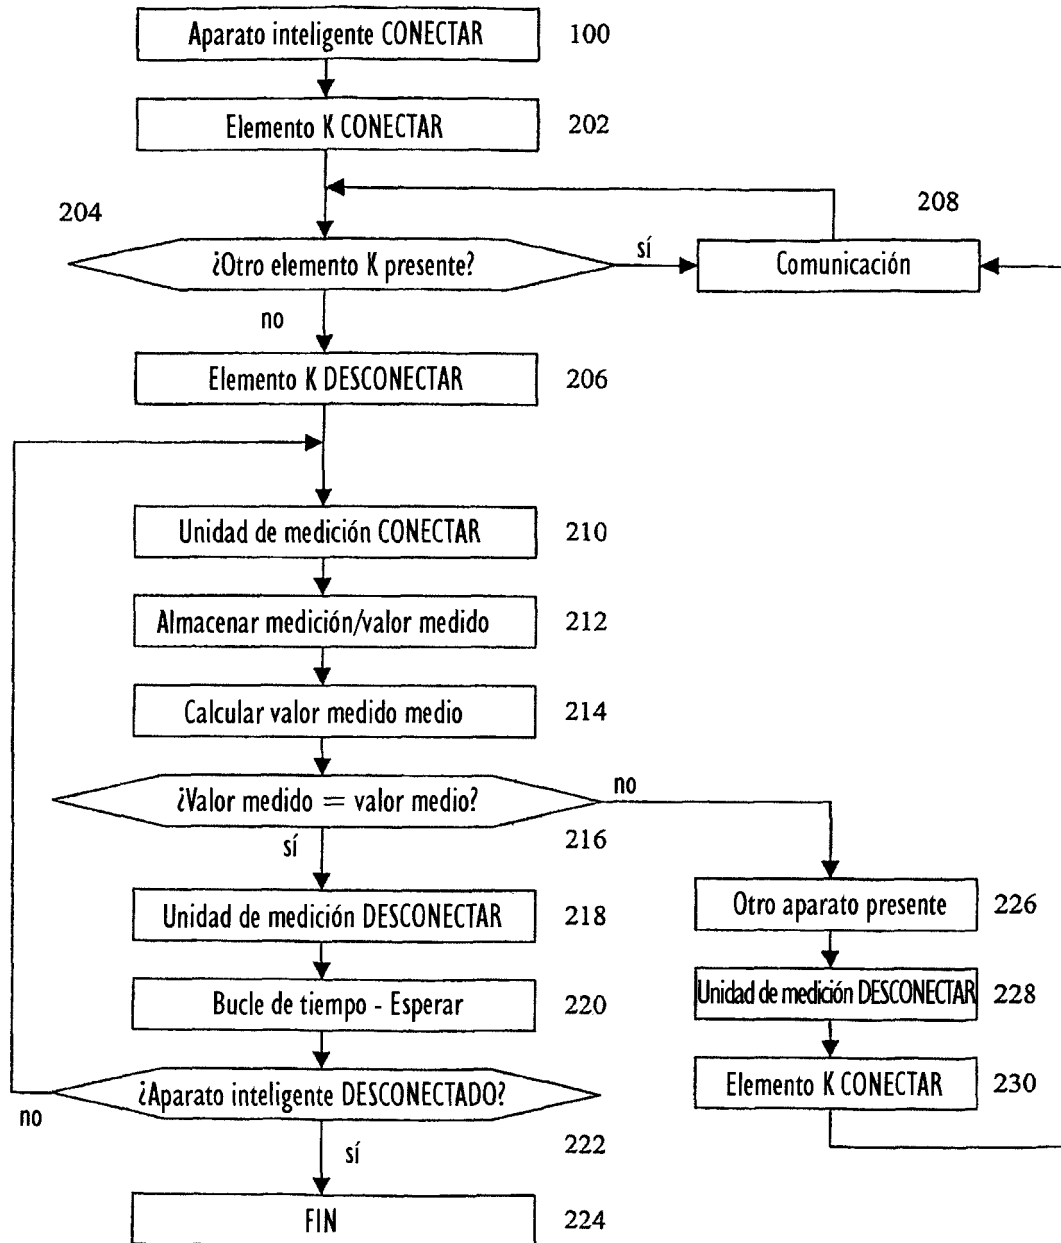 Aparato inteligente CONECTAR 100
Elemento K CONECTAR 202
204
208
¿Otro elemento K presente?
sí
Comunicación
no
Elemento K DESCONECTAR 206
Unidad de medición CONECTAR 210
Almacenar medición/valor medido 212
Calcular valor medido medio 214
¿Valor medido = valor medio?
no
216
sí
Unidad de medición DESCONECTAR 218
Otro aparato presente 226
Bucle de tiempo - Esperar 220
Unidad de medición DESCONECTAR 228
¿Aparato inteligente DESCONECTADO?
Elemento K CONECTAR 230
no
222
sí
FIN 224